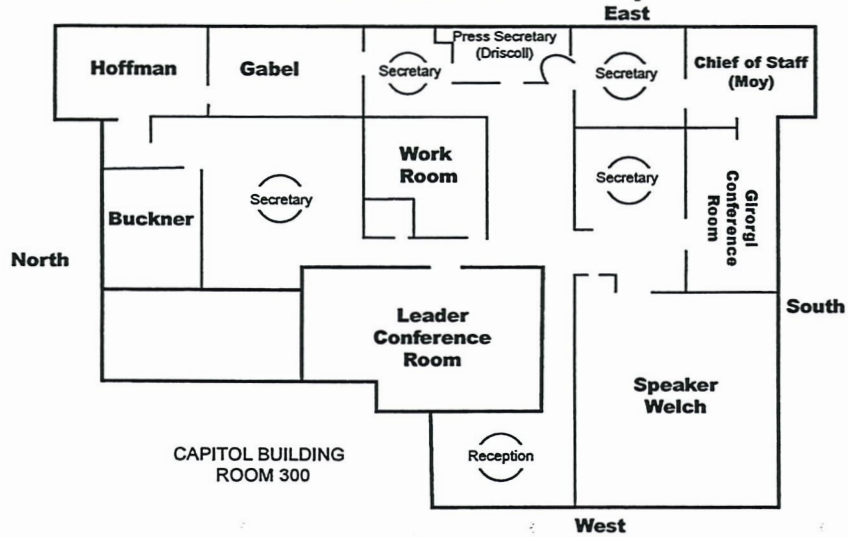 East
Hoffman
Gabel
Secretary
Press Secretary
(Driscoll)
Secretary
Chief of Staff
(Moy)
Work
Room
Secretary
Girorgi
Conference
Room
Buckner
Secretary
North
Leader
Conference
Room
South
Speaker
Welch
CAPITOL BUILDING
ROOM 300
Reception
West